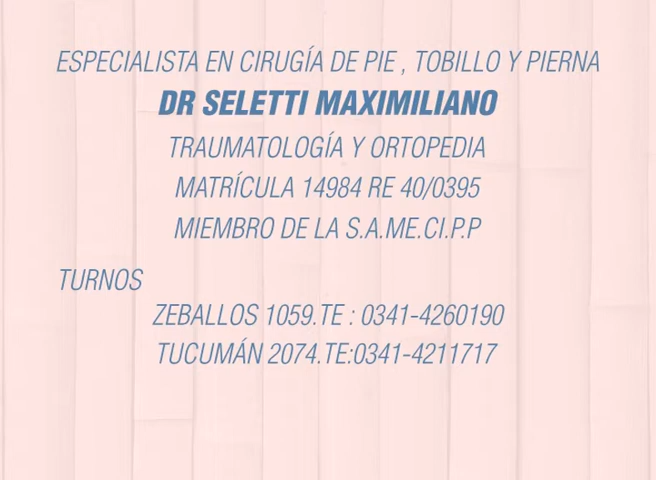 ESPECIALISTA EN CIRUGÍA DE PIE , TOBILLO Y PIERNA
DR SELETTI MAXIMILIANO
TRAUMATOLOGÍA Y ORTOPEDIA
MATRÍCULA 14984 RE 40/0395
MIEMBRO DE LA S.A.ME.CI.P.P
TURNOS
ZEBALLOS 1059.TE : 0341-4260190
TUCUMÁN 2074.TE:0341-4211717